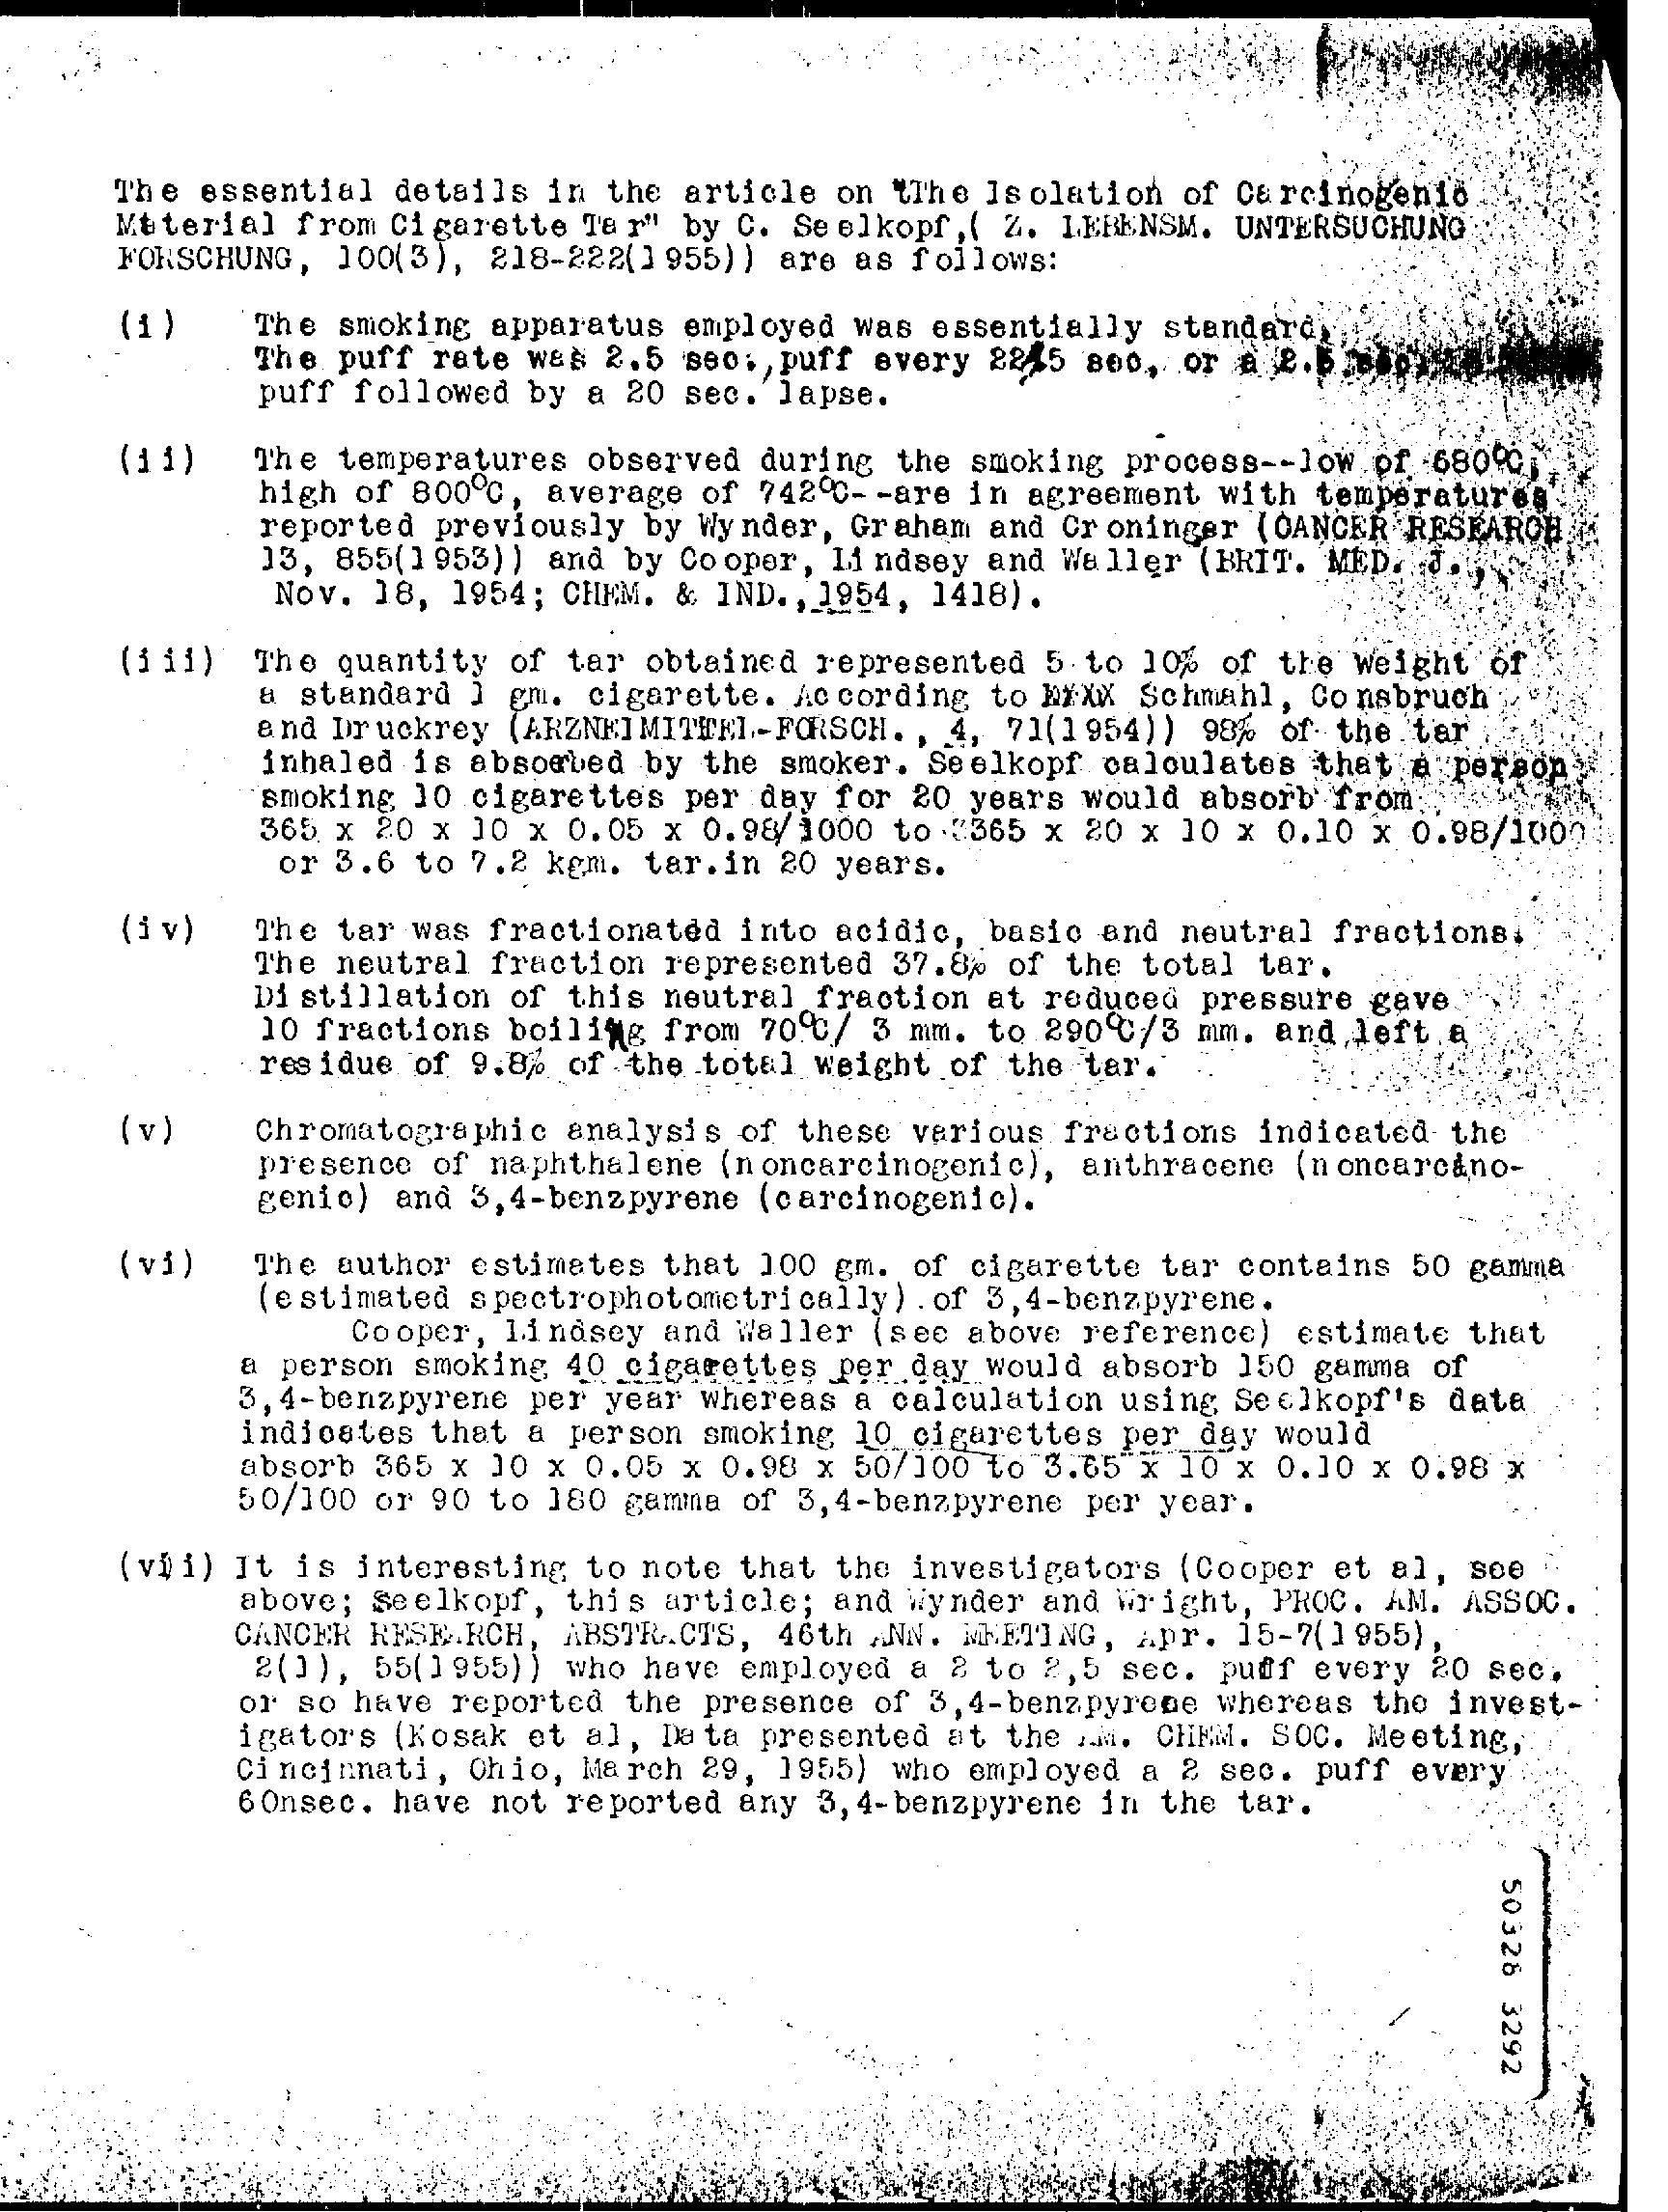 The essential details in the article on "The Isolation of Carcinogenic
Material from Cigarette Tar" by C. Seelkopf,( Z. LEBENSM. UNTERSUCHUNG
FORSCHUNG, 100(3), 218-222(1955)) are as follows:
(i) The smoking apparatus employed was essentially standard.
The puff rate was 2.5 sec., puff every 22.5 sec. or a 2.5 sec.
puff followed by a 20 sec. lapse.
(ii) The temperatures observed during the smoking process--low of 680°C,
high of 800°C, average of 742°C--are in agreement with temperatures
reported previously by Wynder, Graham and Croninger (CANCER RESEARCH
13, 855(1953)) and by Cooper, Lindsey and Waller (BRIT. MED. J.,
Nov. 18, 1954; CHEM. & IND., 1954, 1418).
(iii) The quantity of tar obtained represented 5 to 10% of the weight of
a standard 1 gm. cigarette. According to Schmahl, Consbruch
and Druckrey (ARZNEIMITTEL-FORSCH., 4, 71(1954)) 98% of the tar
inhaled is absorbed by the smoker. Seelkopf calculates that a person
smoking 10 cigarettes per day for 20 years would absorb from
365 x 20 x 10 x 0.05 x 0.98/1000 to 365 x 20 x 10 x 0.10 x 0.98/1000
or 3.6 to 7.2 kgm. tar.in 20 years.
(iv) The tar was fractionated into acidic, basic and neutral fractions.
The neutral fraction represented 37.8% of the total tar.
Distillation of this neutral fraction at reduced pressure gave
10 fractions boiling from 70°C/ 3 mm. to 290°C/3 mm. and left a
residue of 9.8% of the total weight of the tar.
(v) Chromatographic analysis of these various fractions indicated the
presence of naphthalene (noncarcinogenic), anthracene (noncarcino-
genic) and 3,4-benzpyrene (carcinogenic).
(vi) The author estimates that 100 gm. of cigarette tar contains 50 gamma
(estimated spectrophotometrically).of 3,4-benzpyrene.
Cooper, Lindsey and Waller (see above reference) estimate that
a person smoking 40 cigarettes per day would absorb 150 gamma of
3,4-benzpyrene per year whereas a calculation using Seelkopf's data
indicates that a person smoking 10 cigarettes per day would
absorb 365 x 10 x 0.05 x 0.98 x 50/100 to 3.65 x 10 x 0.10 x 0.98 x
50/100 or 90 to 180 gamma of 3,4-benzpyrene per year.
(vii) It is interesting to note that the investigators (Cooper et al, see
above; Seelkopf, this article; and Wynder and Wright, PROC. AM. ASSOC.
CANCER RESEARCH, ABSTRACTS, 46th ANN. MEETING, Apr. 15-7(1955),
2(1), 55(1955)) who have employed a 2 to 2,5 sec. puff every 20 sec.
or so have reported the presence of 3,4-benzpyrene whereas the invest-
igators (Kosak et al, Data presented at the AM. CHEM. SOC. Meeting,
Cincinnati, Ohio, March 29, 1955) who employed a 2 sec. puff every
60nsec. have not reported any 3,4-benzpyrene in the tar.
50326 3292